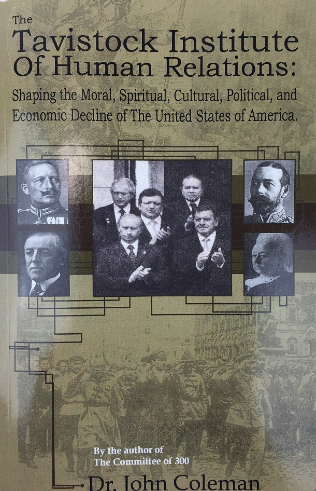 The
Tavistock Institute
Of Human Relations:
Shaping the Moral, Spiritual, Cultural, Political, and
Economic Decline of The United States of America.
By the author of
The Committee of 300
Dr. John Coleman